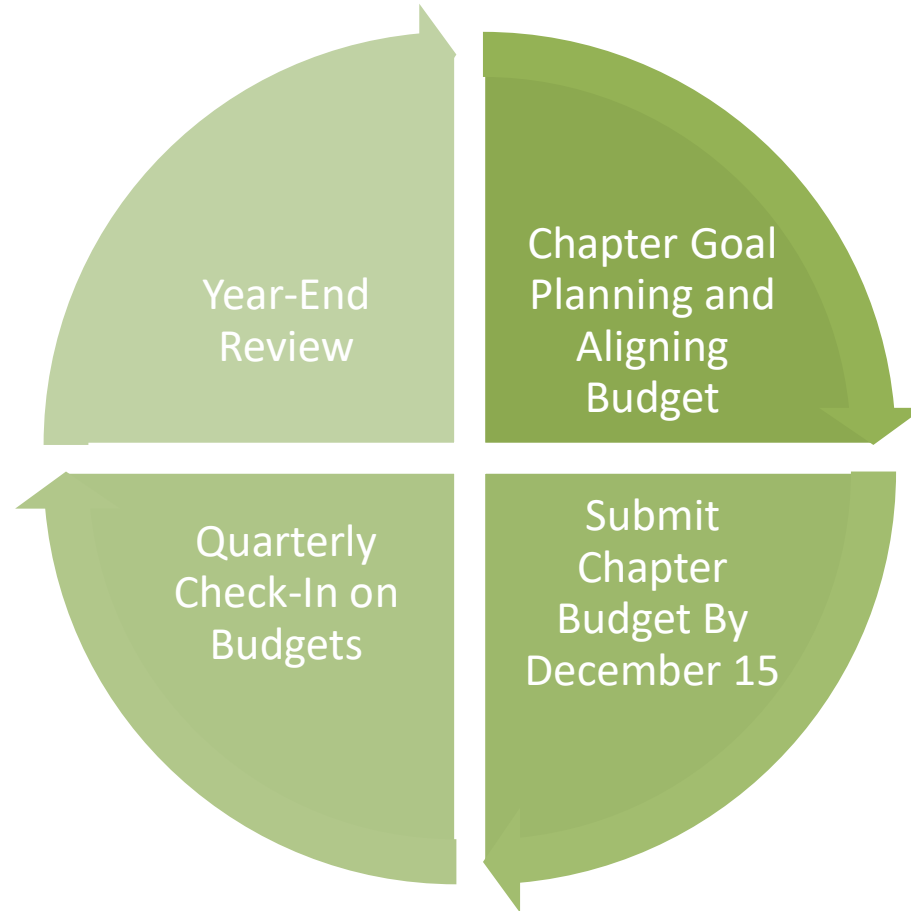 Chapter Goal
Planning and
Aligning
Budget
Submit
Chapter
Budget By
December 15
Quarterly
Check-In on
Budgets
Year-End
Review